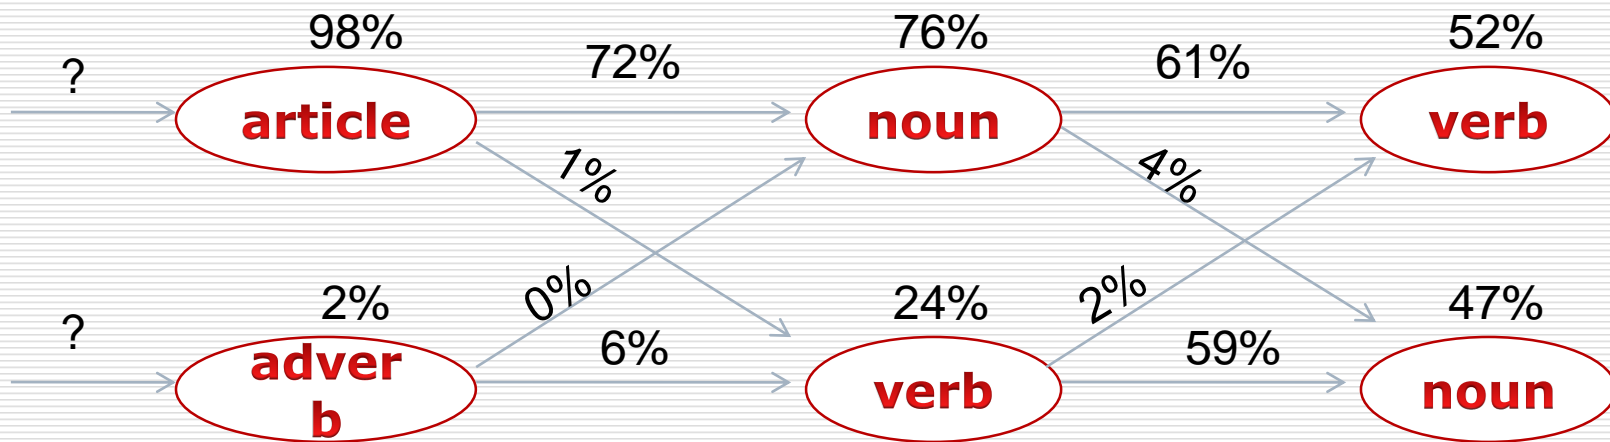 98%
76%
52%
?
72%
61%
article
noun
verb
1%
4%
0%
2%
2%
24%
47%
?
6%
59%
adver
b
verb
noun